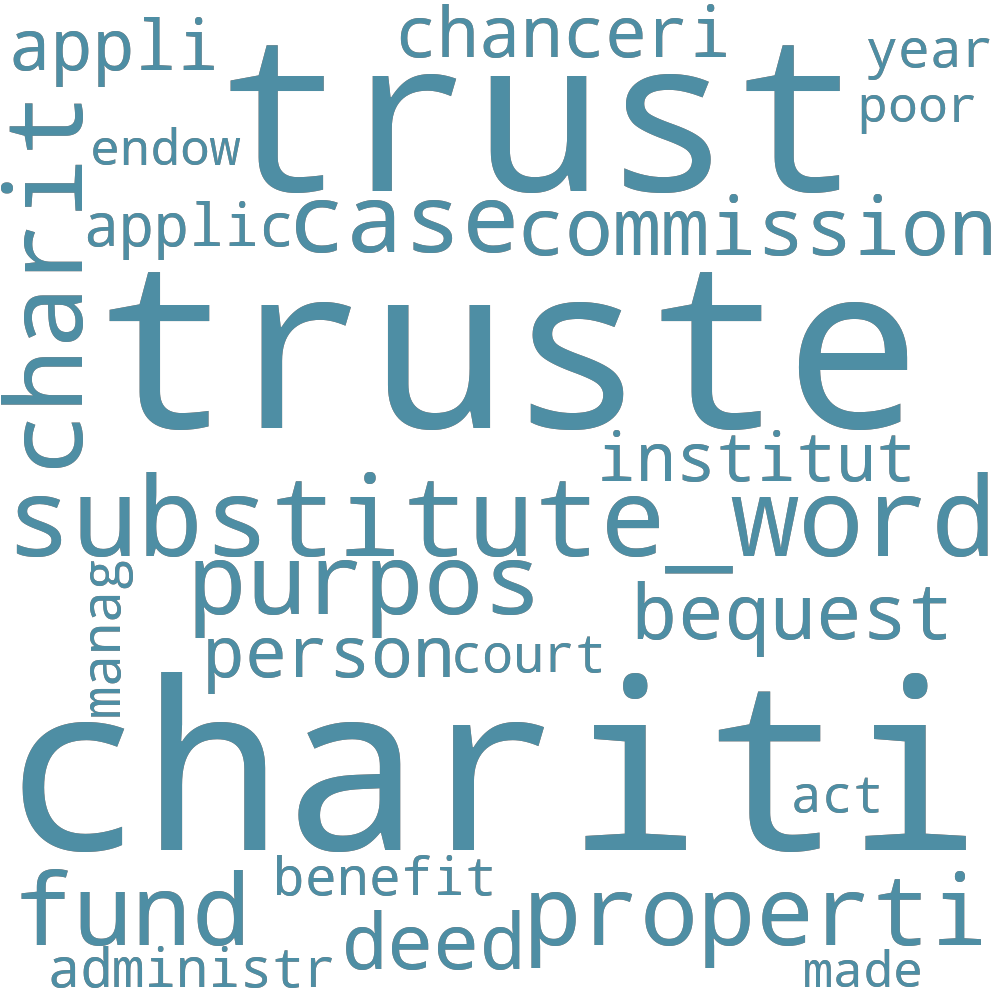 appli chanceri year
trust poor
charit endow
applic case commission
truste
institut
substitute_word
manag purpos bequest
person court
chariti
act
fund benefit properti
administr deed made